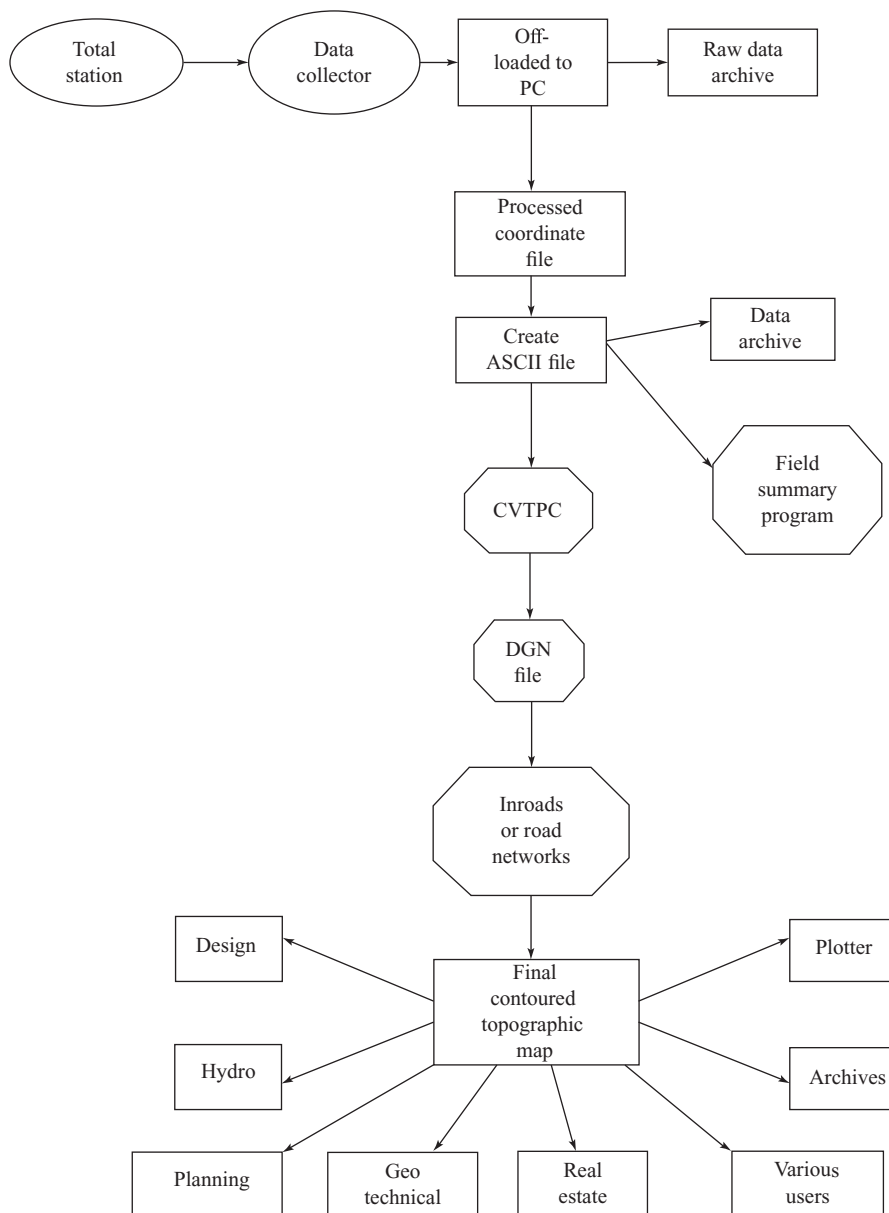 Total
station
Data
collector
Off-
loaded to
PC
Raw data
archive
Processed
coordinate
file
Create
ASCII file
Data
archive
Field
summary
program
CVTPC
DGN
file
Inroads
or road
networks
Design
Final
contoured
topographic
map
Plotter
Hydro
Archives
Planning
Geo
technical
Real
estate
Various
users